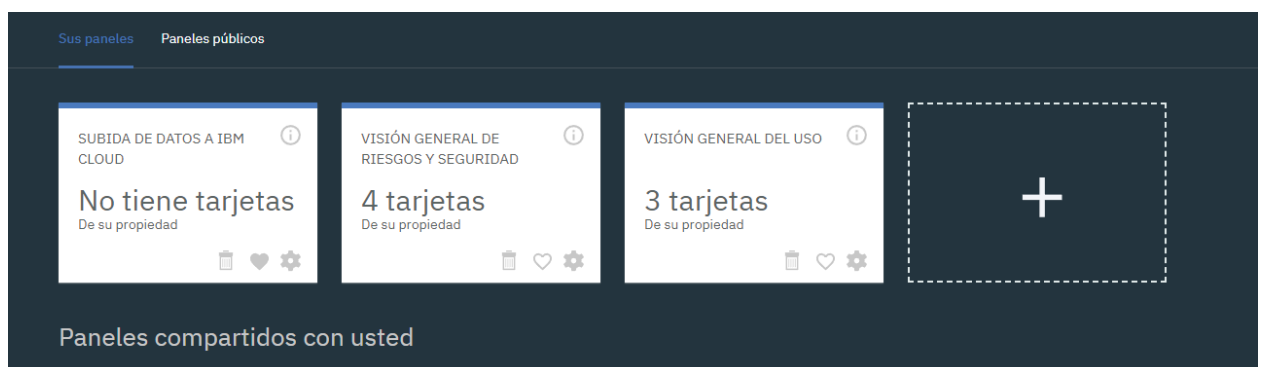 Sus paneles Paneles públicos
SUBIDA DE DATOS A IBM
CLOUD
No tiene tarjetas
De su propiedad
VISIÓN GENERAL DE
RIESGOS Y SEGURIDAD
4 tarjetas
De su propiedad
VISIÓN GENERAL DEL USO
3 tarjetas
De su propiedad
Paneles compartidos con usted